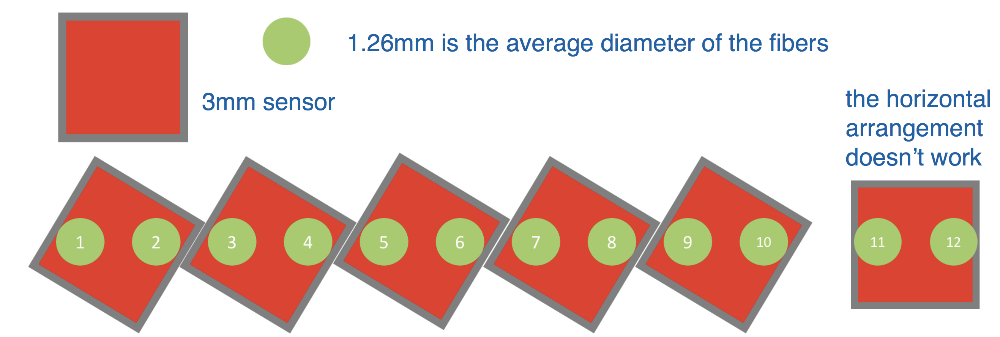 1.26mm is the average diameter of the fibers
3mm sensor
the horizontal
arrangement
doesn’t work
1
2
3
4
5
6
7
8
9
10
11
12